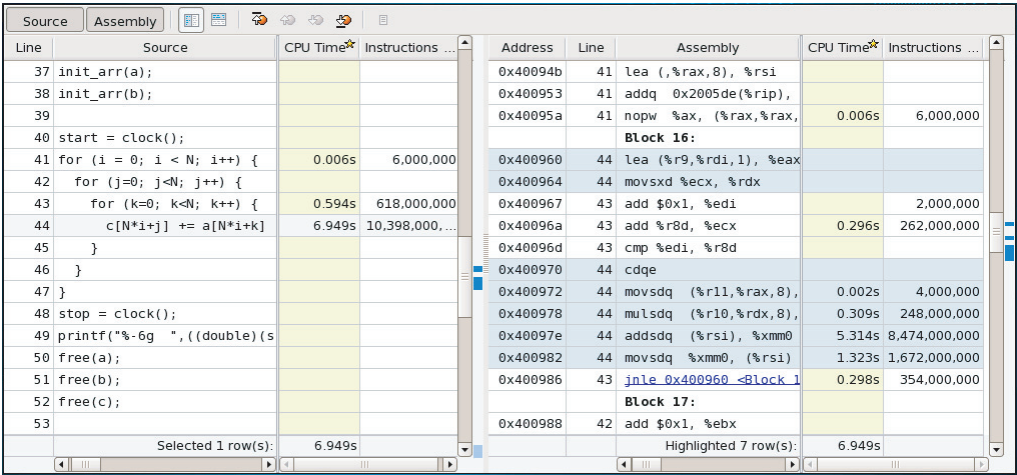 Source Assembly
Line Source CPU Time Instructions ... Address Line Assembly CPU Time Instructions ...
37 init_arr(a); 0x40094b 41 lea (,%rax,8), %rsi
38 init_arr(b); 0x400953 41 addq 0x2005de(%rip),
39 0x40095a 41 nopw %ax, (%rax,%rax, 0.006s 6,000,000
40 start = clock(); Block 16:
41 for (i = 0; i < N; i++) { 0.006s 6,000,000 0x400960 44 lea (%r9,%rdi,1), %eax
42 for (j=0; j<N; j++) { 0x400964 44 movsxd %ecx, %rdx
43 for (k=0; k<N; k++) { 0.594s 618,000,000 0x400967 43 add $0x1, %edi 2,000,000
44 c[N*i+j] += a[N*i+k] 6.949s 10,398,000,... 0x40096a 43 add %r8d, %ecx 0.296s 262,000,000
45 } 0x40096d 43 cmp %edi, %r8d
46 } 0x400970 44 cdqe
47 } 0x400972 44 movsdq (%r11,%rax,8), 0.002s 4,000,000
48 stop = clock(); 0x400978 44 mulsdq (%r10,%rdx,8), 0.309s 248,000,000
49 printf("%-6g ",((double)(s 0x40097e 44 addsdq (%rsi), %xmm0 5.314s 8,474,000,000
50 free(a); 0x400982 44 movsdq %xmm0, (%rsi) 1.323s 1,672,000,000
51 free(b); 0x400986 43 jnle 0x400960 <Block 1 0.298s 354,000,000
52 free(c); Block 17:
53 0x400988 42 add $0x1, %ebx
Selected 1 row(s): 6.949s Highlighted 7 row(s): 6.949s